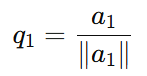 q₁ = a₁ / ‖a₁‖